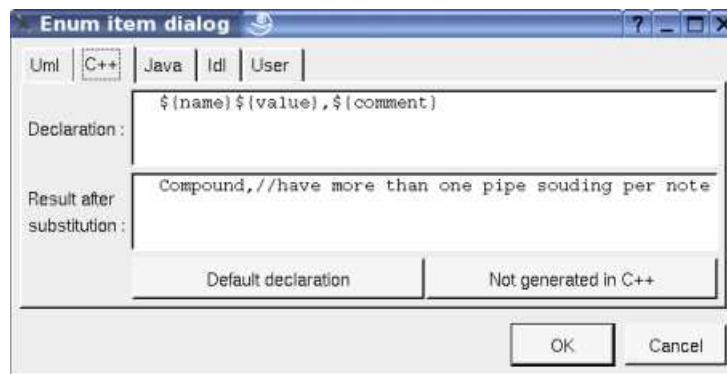 Enum item dialog
Uml C++ Java Idl User
Declaration :
${name}${value},${comment}
Result after
substitution :
Compound,//have more than one pipe souding per note
Default declaration Not generated in C++
OK Cancel